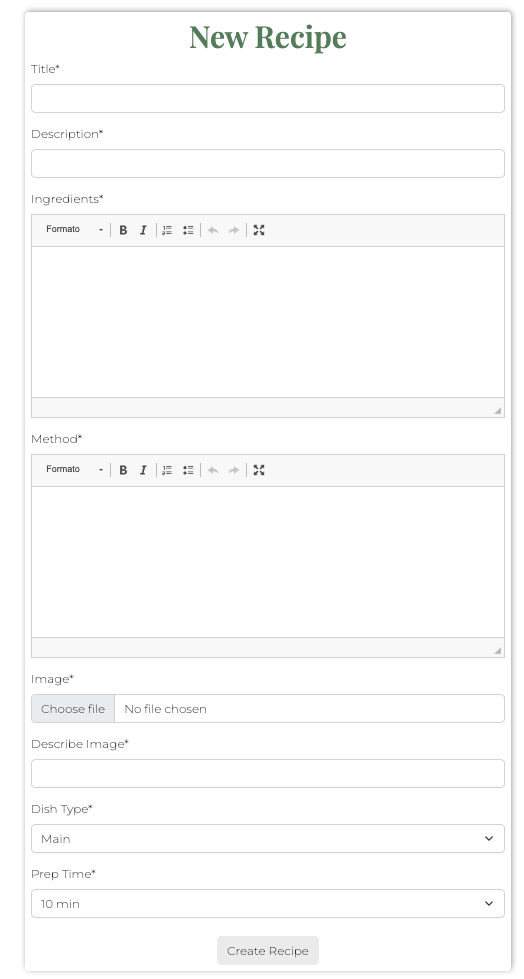 New Recipe
Title*
Description*
Ingredients*
Formato
Method*
Formato
Image*
Choose file No file chosen
Describe Image*
Dish Type*
Main
Prep Time*
10 min
Create Recipe